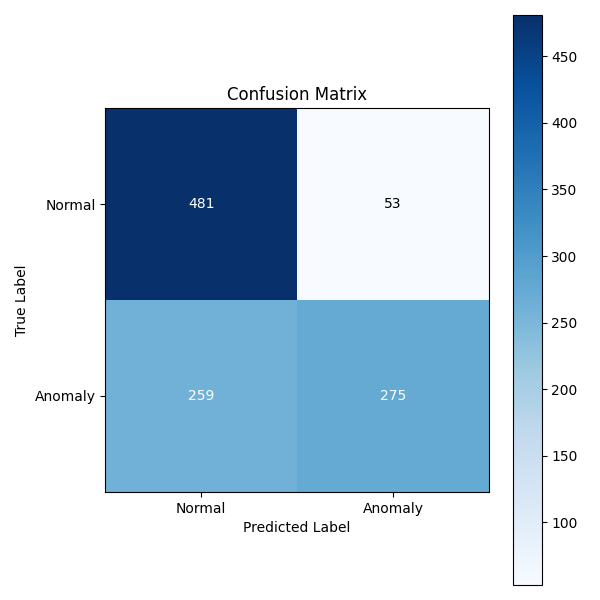 Confusion Matrix
True Label
Normal
481
53
Anomaly
259
275
Normal
Anomaly
Predicted Label
450
400
350
300
250
200
150
100